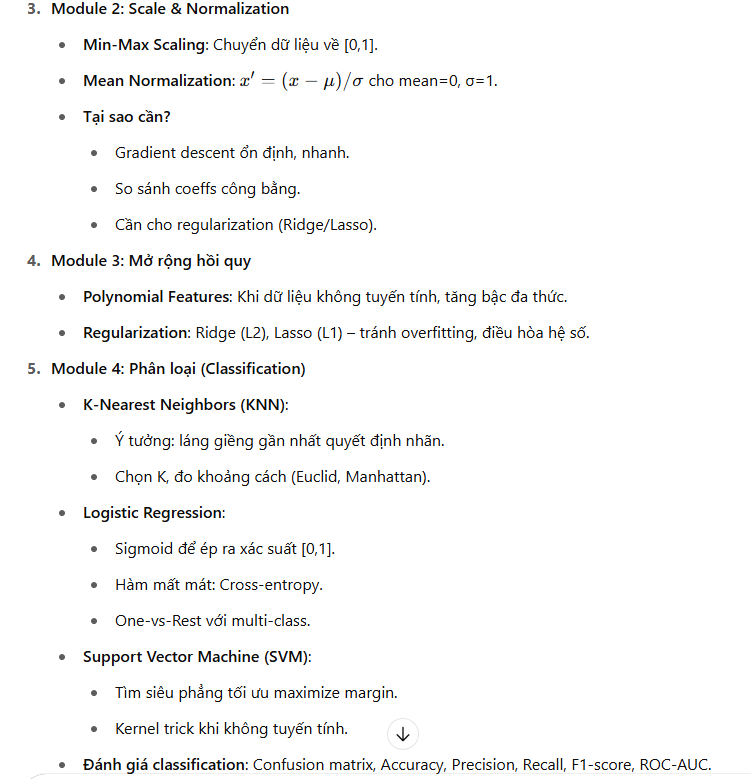 3. Module 2: Scale & Normalization
• Min-Max Scaling: Chuyển dữ liệu về [0,1].
• Mean Normalization: x′ = (x − μ)/σ cho mean=0, σ=1.
• Tại sao cần?
• Gradient descent ổn định, nhanh.
• So sánh coeffs công bằng.
• Cần cho regularization (Ridge/Lasso).
4. Module 3: Mở rộng hồi quy
• Polynomial Features: Khi dữ liệu không tuyến tính, tăng bậc đa thức.
• Regularization: Ridge (L2), Lasso (L1) – tránh overfitting, điều hòa hệ số.
5. Module 4: Phân loại (Classification)
• K-Nearest Neighbors (KNN):
• Ý tưởng: láng giềng gần nhất quyết định nhãn.
• Chọn K, đo khoảng cách (Euclid, Manhattan).
• Logistic Regression:
• Sigmoid để ép ra xác suất [0,1].
• Hàm mất mát: Cross-entropy.
• One-vs-Rest với multi-class.
• Support Vector Machine (SVM):
• Tìm siêu phẳng tối ưu maximize margin.
• Kernel trick khi không tuyến tính.
• Đánh giá classification: Confusion matrix, Accuracy, Precision, Recall, F1-score, ROC-AUC.